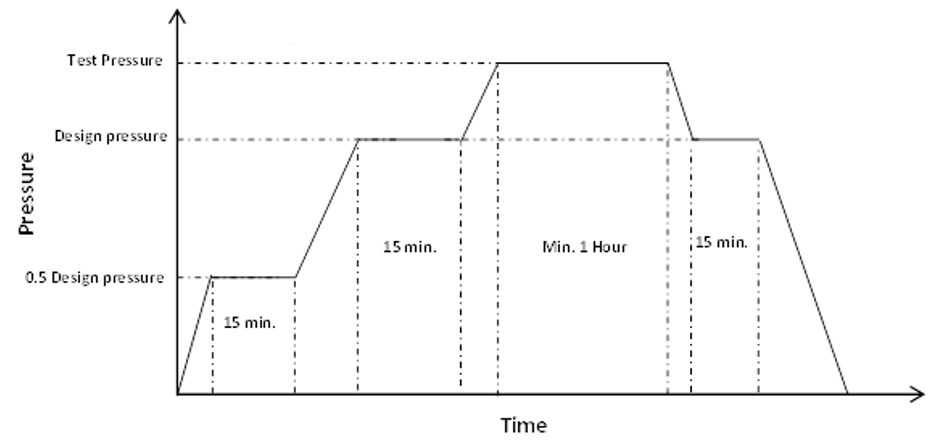 Test Pressure
Design pressure
Pressure
15 min.
Min. 1 Hour
15 min.
0.5 Design pressure
15 min.
Time